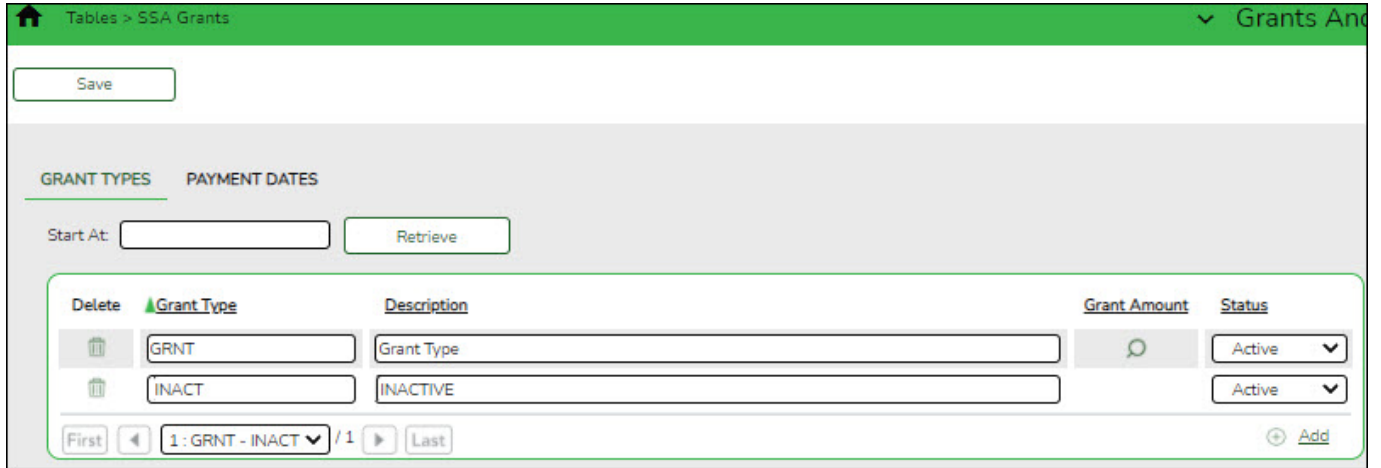 Tables > SSA Grants
Grants And
Save
GRANT TYPES PAYMENT DATES
Start At: Retrieve
Delete Grant Type Description Grant Amount Status
GRNT Grant Type Active
INACT INACTIVE Active
First 1 : GRNT - INACT / 1 Last Add